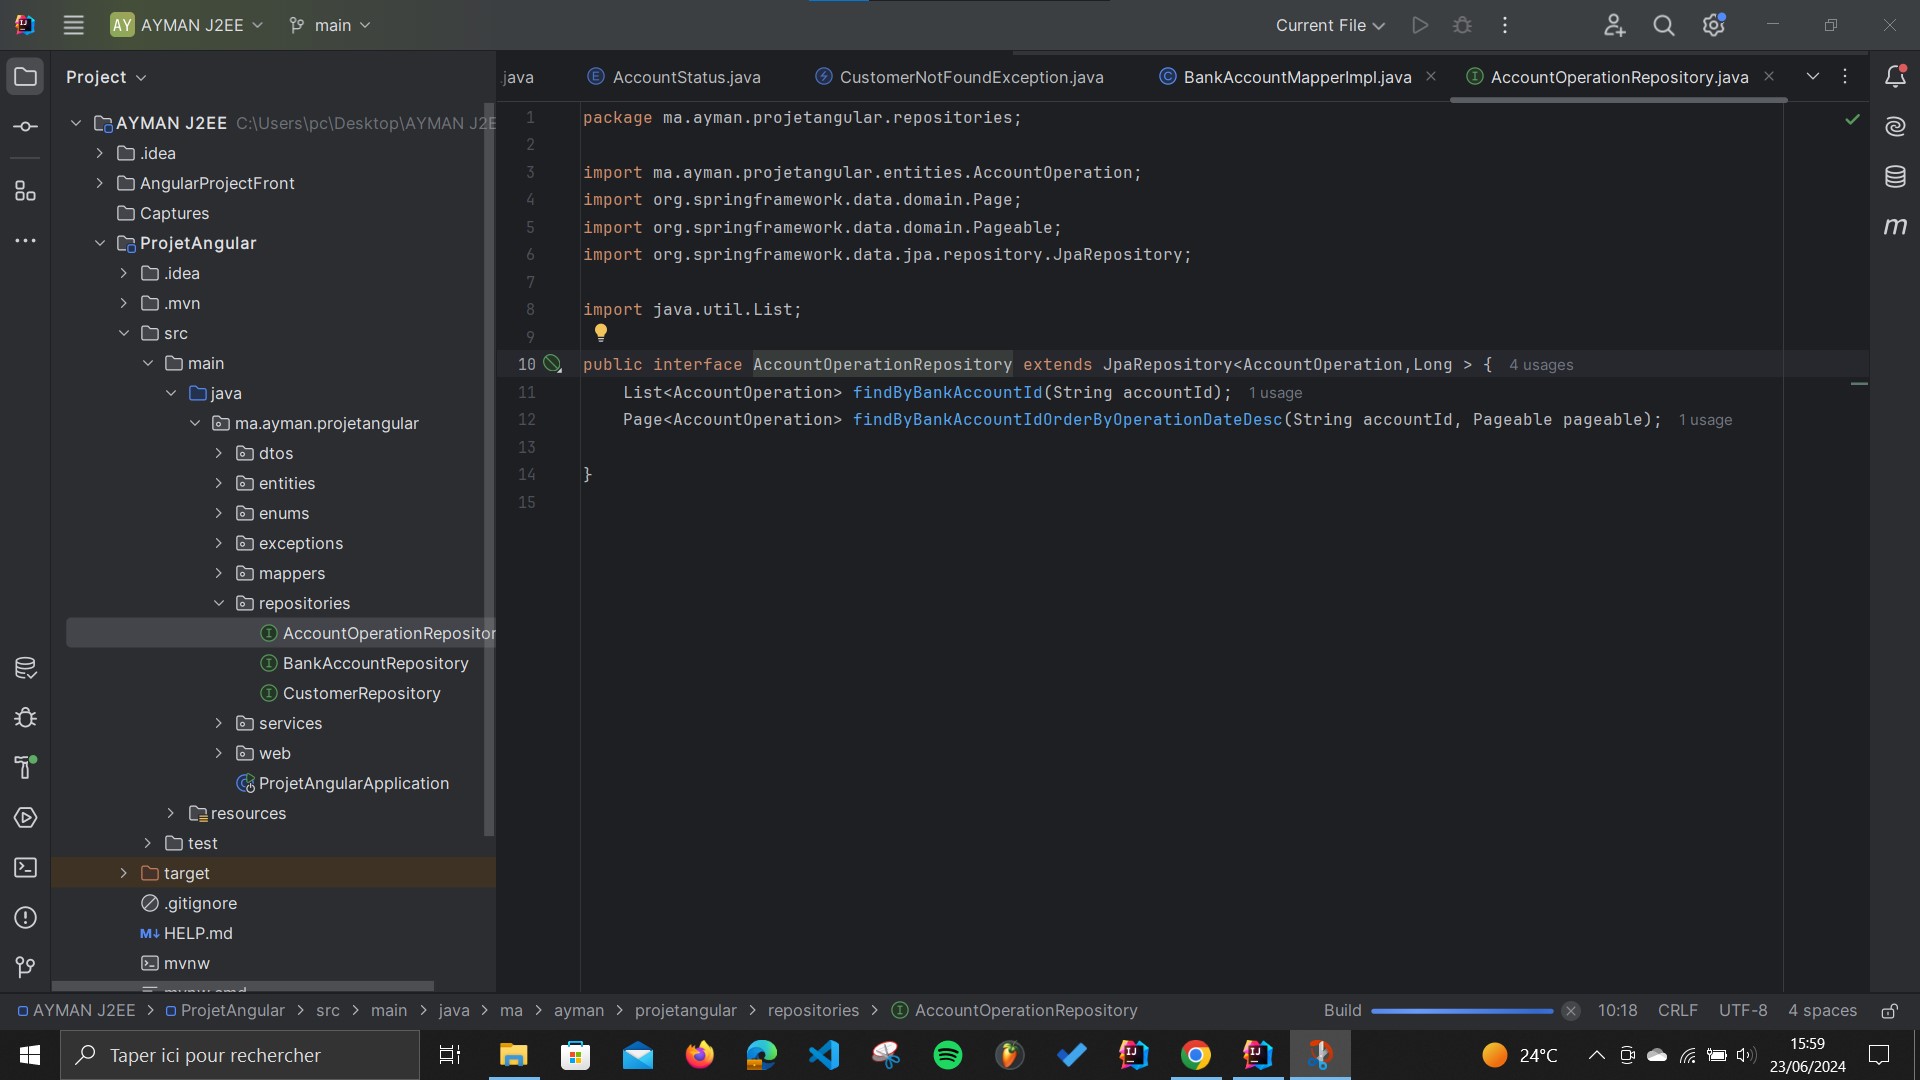 AY AYMAN J2EE main Current File
Project
.java AccountStatus.java CustomerNotFoundException.java BankAccountMapperImpl.java AccountOperationRepository.java
AYMAN J2EE C:\Users\pc\Desktop\AYMAN J2E
.idea
AngularProjectFront
Captures
ProjetAngular
.idea
.mvn
src
main
java
ma.ayman.projetangular
dtos
entities
enums
exceptions
mappers
repositories
AccountOperationRepositor
BankAccountRepository
CustomerRepository
services
web
ProjetAngularApplication
resources
test
target
.gitignore
HELP.md
mvnw
mvnw.cmd
1 package ma.ayman.projetangular.repositories;
2
3 import ma.ayman.projetangular.entities.AccountOperation;
4 import org.springframework.data.domain.Page;
5 import org.springframework.data.domain.Pageable;
6 import org.springframework.data.jpa.repository.JpaRepository;
7
8 import java.util.List;
9
10 public interface AccountOperationRepository extends JpaRepository<AccountOperation,Long > { 4 usages
11 List<AccountOperation> findByBankAccountId(String accountId); 1 usage
12 Page<AccountOperation> findByBankAccountIdOrderByOperationDateDesc(String accountId, Pageable pageable); 1 usage
13
14 }
15
AYMAN J2EE > ProjetAngular > src > main > java > ma > ayman > projetangular > repositories > AccountOperationRepository
Build 10:18 CRLF UTF-8 4 spaces
Taper ici pour rechercher
24°C
15:59
23/06/2024